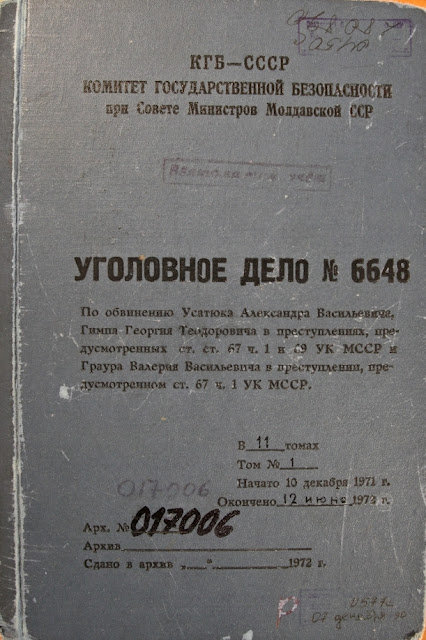 КГБ—СССР
КОМИТЕТ ГОСУДАРСТВЕННОЙ БЕЗОПАСНОСТИ
при Совете Министров Молдавской ССР
УГОЛОВНОЕ ДЕЛО № 6648
По обвинению Усатюка Александра Васильевича,
Гимпа Георгия Теодоровича в преступлениях, пре-
дусмотренных ст. ст. 67 ч. 1 и 69 УК МССР и
Граура Валерия Васильевича в преступлении, пре-
дусмотренном ст. 67 ч. 1 УК МССР.
В 11 томах
Том № 1
Начато 10 декабря 1971 г.
017006
Окончено 12 июня 1972 г.
Арх. № 017006
Архив
Сдано в архив „ " 1972 г.